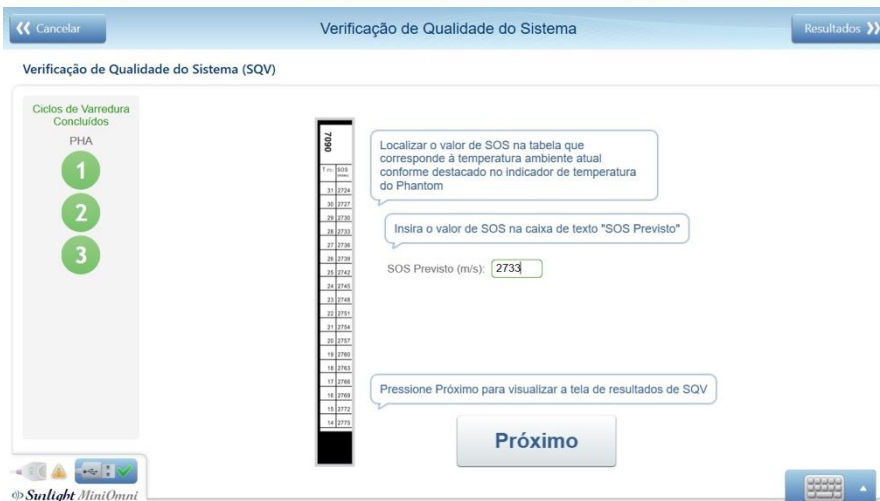 Cancelar
Verificação de Qualidade do Sistema
Resultados
Verificação de Qualidade do Sistema (SQV)
Ciclos de Varredura
Concluídos
PHA
1
2
3
7090
SOS
31 2724
30 2727
29 2730
28 2733
27 2736
26 2739
25 2742
24 2745
23 2748
22 2751
21 2754
20 2757
19 2760
18 2763
17 2766
16 2769
15 2772
14 2775
Localizar o valor de SOS na tabela que
corresponde à temperatura ambiente atual
conforme destacado no indicador de temperatura
do Phantom
Insira o valor de SOS na caixa de texto "SOS Previsto"
SOS Previsto (m/s): 2733
Pressione Próximo para visualizar a tela de resultados de SQV
Próximo
Sunlight MiniOmni